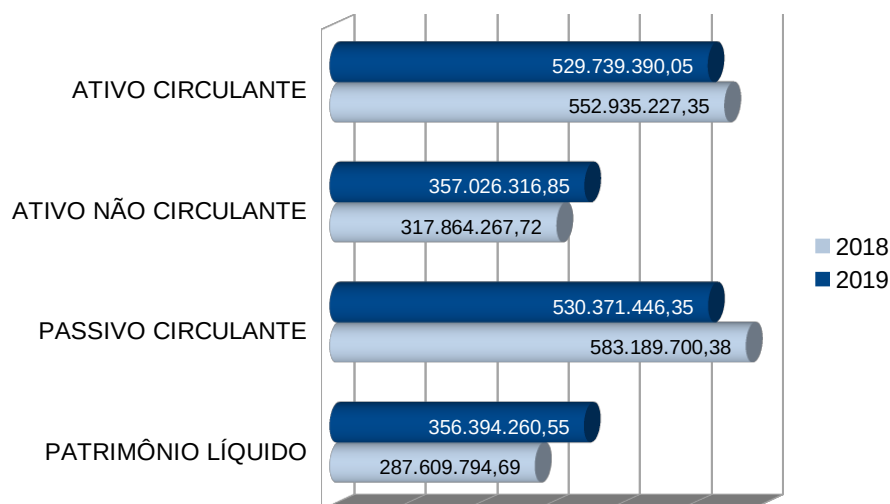 529.739.390,05
ATIVO CIRCULANTE
552.935.227,35
357.026.316,85
ATIVO NÃO CIRCULANTE
317.864.267,72
2018
2019
530.371.446,35
PASSIVO CIRCULANTE
583.189.700,38
356.394.260,55
PATRIMÔNIO LÍQUIDO
287.609.794,69